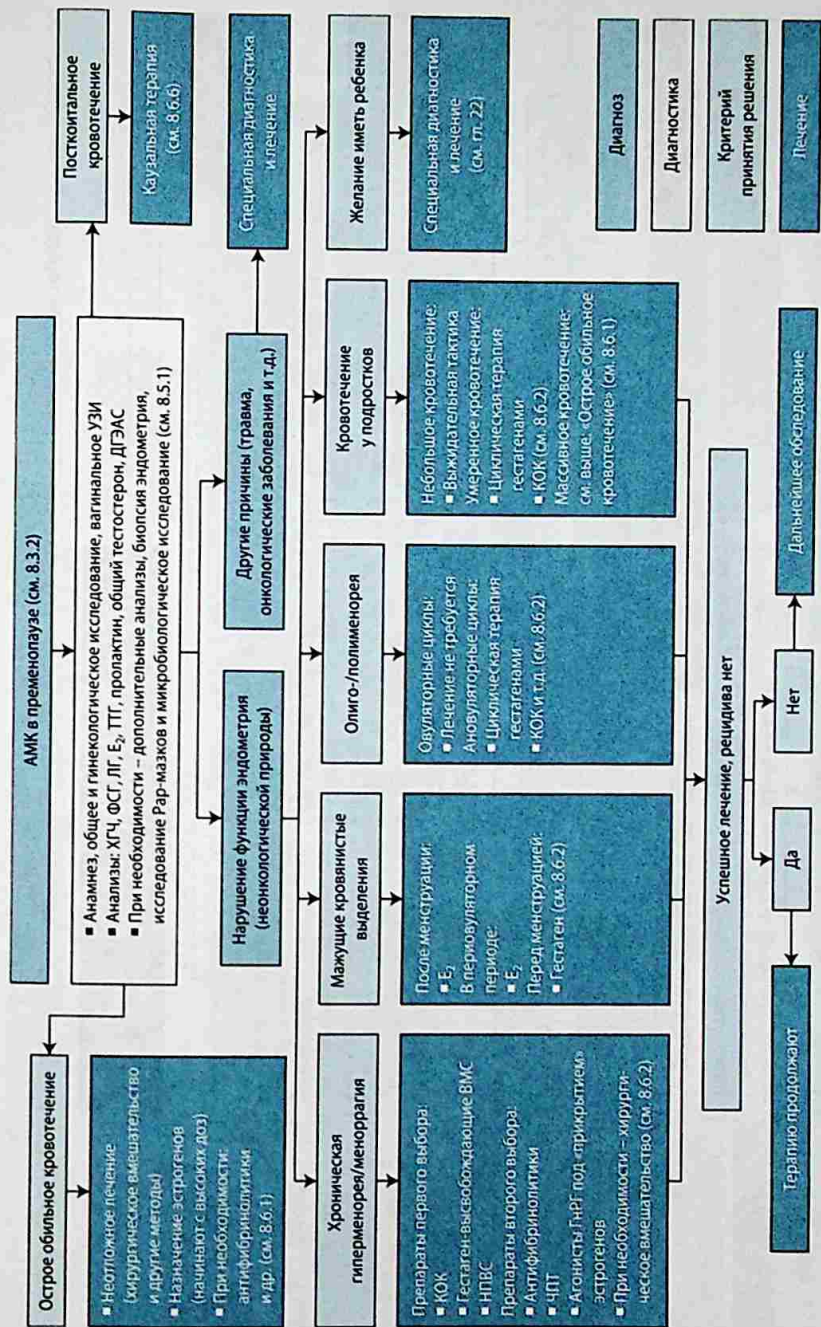 АМК в пременопаузе (см. 8.3.2)
Острое обильное кровотечение
■ Неотложное лечение
(хирургическое вмешательство
и другие методы)
■ Назначение эстрогенов
(начинают с высоких доз)
■ При необходимости:
антифибринолитики
и др. (см. 8.6.1)
■ Анамнез, общее и гинекологическое исследование, вагинальное УЗИ
■ Анализы: ХГЧ, ФСГ, ЛГ, E₂, ТТГ, пролактин, общий тестостерон, ДГЭАС
■ При необходимости – дополнительные анализы, биопсия эндометрия,
исследование Pap-мазков и микробиологическое исследование (см. 8.5.1)
Посткоитальное
кровотечение
Каузальная терапия
(см. 8.6.6)
Нарушение функции эндометрия
(неонкологической природы)
Другие причины (травма,
онкологические заболевания и т.д.)
Специальная диагностика
и лечение
Хроническая
гиперменорея/меноррагия
Препараты первого выбора:
■ КОК
■ Гестаген-высвобождающие ВМС
■ НПВС
Препараты второго выбора:
■ Антифибринолитики
■ ЧПТ
■ Агонисты ГнРГ под «прикрытием»
эстрогенов
■ При необходимости – хирурги-
ческое вмешательство (см. 8.6.2)
Мажущие кровянистые
выделения
После менструации:
■ E₂
В периовуляторном
периоде:
■ E₂
Перед менструацией:
■ Гестаген (см. 8.6.2)
Олиго-/полименорея
Овуляторные циклы:
■ Лечение не требуется
Ановуляторные циклы:
■ Циклическая терапия
гестагенами
■ КОК и т.д. (см. 8.6.2)
Кровотечение
у подростков
Небольшое кровотечение:
■ Выжидательная тактика
Умеренное кровотечение:
■ Циклическая терапия
гестагенами
■ КОК (см. 8.6.2)
Массивное кровотечение:
см. выше: «Острое обильное
кровотечение» (см. 8.6.1)
Желание иметь ребенка
Специальная диагностика
и лечение
(см. гл. 22)
Успешное лечение, рецидива нет
Да
Нет
Терапию продолжают
Дальнейшее обследование
Диагноз
Диагностика
Критерий
принятия решения
Лечение